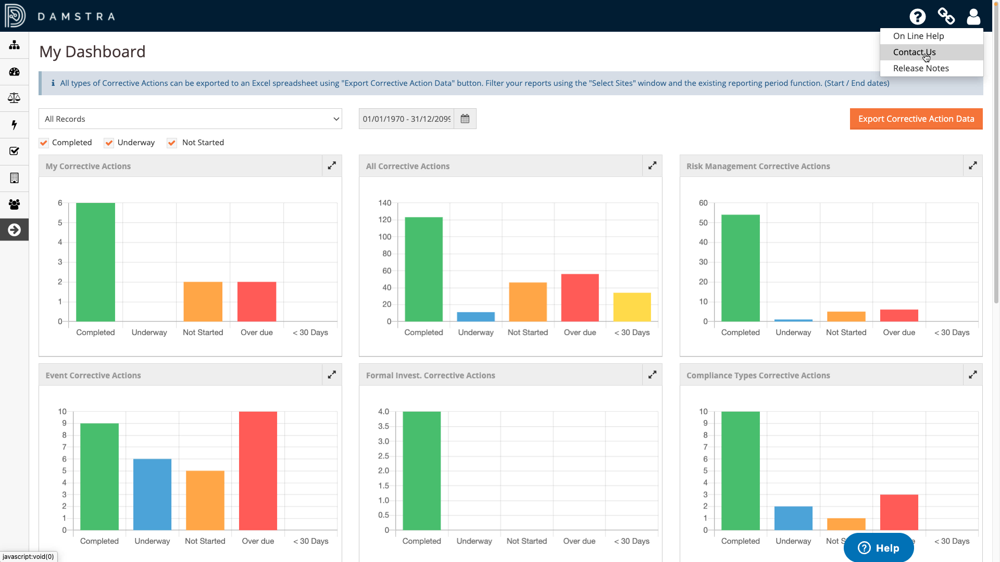 DAMSTRA
On Line Help
Contact Us
Release Notes
My Dashboard
All types of Corrective Actions can be exported to an Excel spreadsheet using "Export Corrective Action Data" button. Filter your reports using the "Select Sites" window and the existing reporting period function. (Start / End dates)
All Records
01/01/1970 - 31/12/2099
Export Corrective Action Data
Completed Underway Not Started
My Corrective Actions
6
5
4
3
2
1
0
Completed Underway Not Started Over due < 30 Days
All Corrective Actions
140
120
100
80
60
40
20
0
Completed Underway Not Started Over due < 30 Days
Risk Management Corrective Actions
60
50
40
30
20
10
0
Completed Underway Not Started Over due < 30 Days
Event Corrective Actions
10
9
8
7
6
5
4
3
2
1
0
Completed Underway Not Started Over due < 30 Days
Formal Invest. Corrective Actions
4.0
3.5
3.0
2.5
2.0
1.5
1.0
0.5
0
Completed Underway Not Started Over due < 30 Days
Compliance Types Corrective Actions
10
9
8
7
6
5
4
3
2
1
0
Completed Underway Not S e < 30 Days
Help
javascript:void(0)